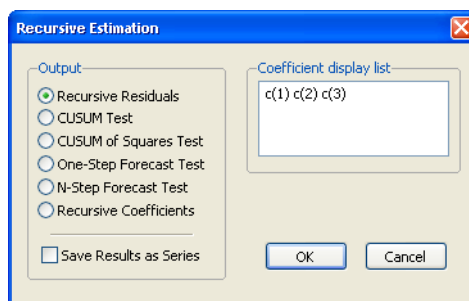 Recursive Estimation
Output
Recursive Residuals
CUSUM Test
CUSUM of Squares Test
One-Step Forecast Test
N-Step Forecast Test
Recursive Coefficients
Save Results as Series
Coefficient display list
c(1) c(2) c(3)
OK
Cancel